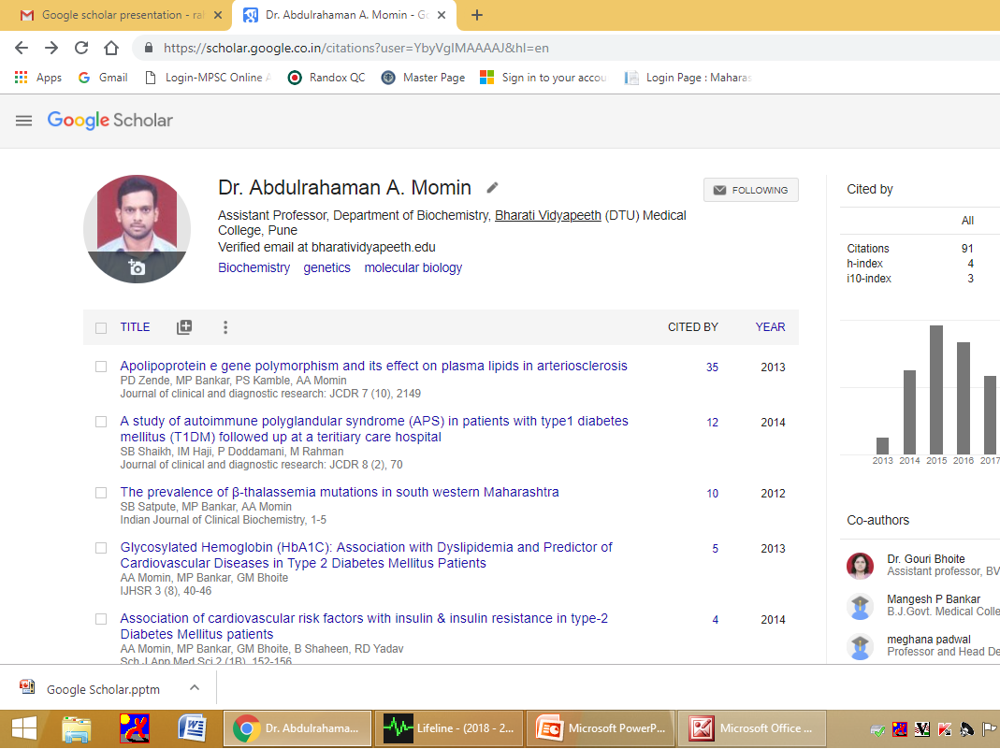 Google scholar presentation - ral
Dr. Abdulrahaman A. Momin - Go
https://scholar.google.co.in/citations?user=YbyVgIMAAAAJ&hl=en
Apps
Gmail
Login-MPSC Online A
Randox QC
Master Page
Sign in to your accou
Login Page : Maharas
Google Scholar
Dr. Abdulrahaman A. Momin
FOLLOWING
Assistant Professor, Department of Biochemistry, Bharati Vidyapeeth (DTU) Medical
College, Pune
Verified email at bharatividyapeeth.edu
Biochemistry genetics molecular biology
TITLE CITED BY YEAR
Apolipoprotein e gene polymorphism and its effect on plasma lipids in arteriosclerosis 35 2013
PD Zende, MP Bankar, PS Kamble, AA Momin
Journal of clinical and diagnostic research: JCDR 7 (10), 2149
A study of autoimmune polyglandular syndrome (APS) in patients with type1 diabetes 12 2014
mellitus (T1DM) followed up at a teritiary care hospital
SB Shaikh, IM Haji, P Doddamani, M Rahman
Journal of clinical and diagnostic research: JCDR 8 (2), 70
The prevalence of β-thalassemia mutations in south western Maharashtra 10 2012
SB Satpute, MP Bankar, AA Momin
Indian Journal of Clinical Biochemistry, 1-5
Glycosylated Hemoglobin (HbA1C): Association with Dyslipidemia and Predictor of 5 2013
Cardiovascular Diseases in Type 2 Diabetes Mellitus Patients
AA Momin, MP Bankar, GM Bhoite
IJHSR 3 (8), 40-46
Association of cardiovascular risk factors with insulin & insulin resistance in type-2 4 2014
Diabetes Mellitus patients
AA Momin, MP Bankar, GM Bhoite, B Shaheen, RD Yadav
Sch J App Med Sci 2 (1B), 152-156
Cited by
All
Citations 91
h-index 4
i10-index 3
2013 2014 2015 2016 2017
Co-authors
Dr. Gouri Bhoite
Assistant professor, BV
Mangesh P Bankar
B.J.Govt. Medical Colle
meghana padwal
Professor and Head De
Google Scholar.pptm
Dr. Abdulrahama...
Lifeline - (2018 - 2...
Microsoft PowerP...
Microsoft Office ...